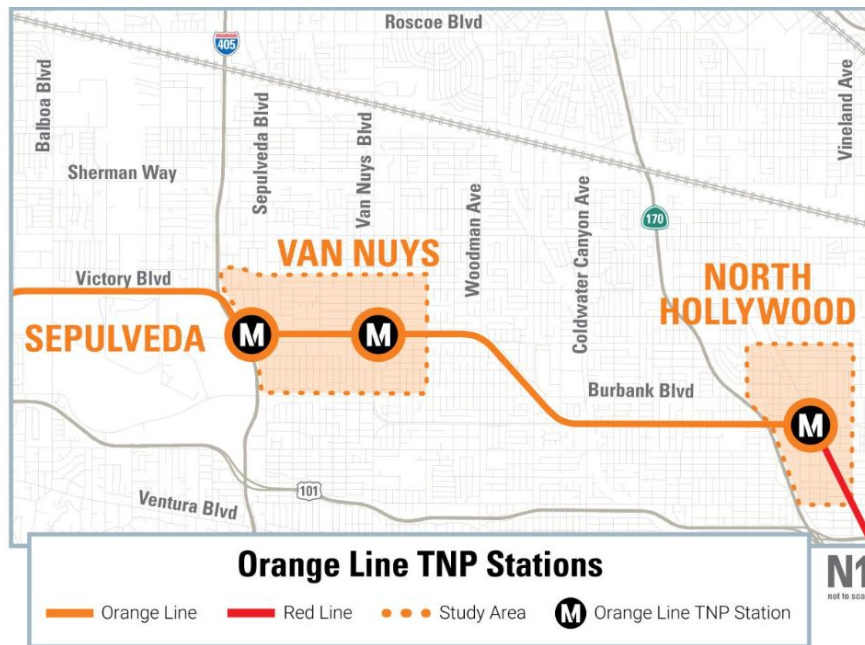 Roscoe Blvd
405
Balboa Blvd
Sepulveda Blvd
Van Nuys Blvd
Vineland Ave
Sherman Way
Woodman Ave
Coldwater Canyon Ave
170
VAN NUYS
NORTH
HOLLYWOOD
Victory Blvd
SEPULVEDA
M
M
Burbank Blvd
M
101
Ventura Blvd
Orange Line TNP Stations
N
not to
Orange Line
Red Line
Study Area
M
Orange Line TNP Station